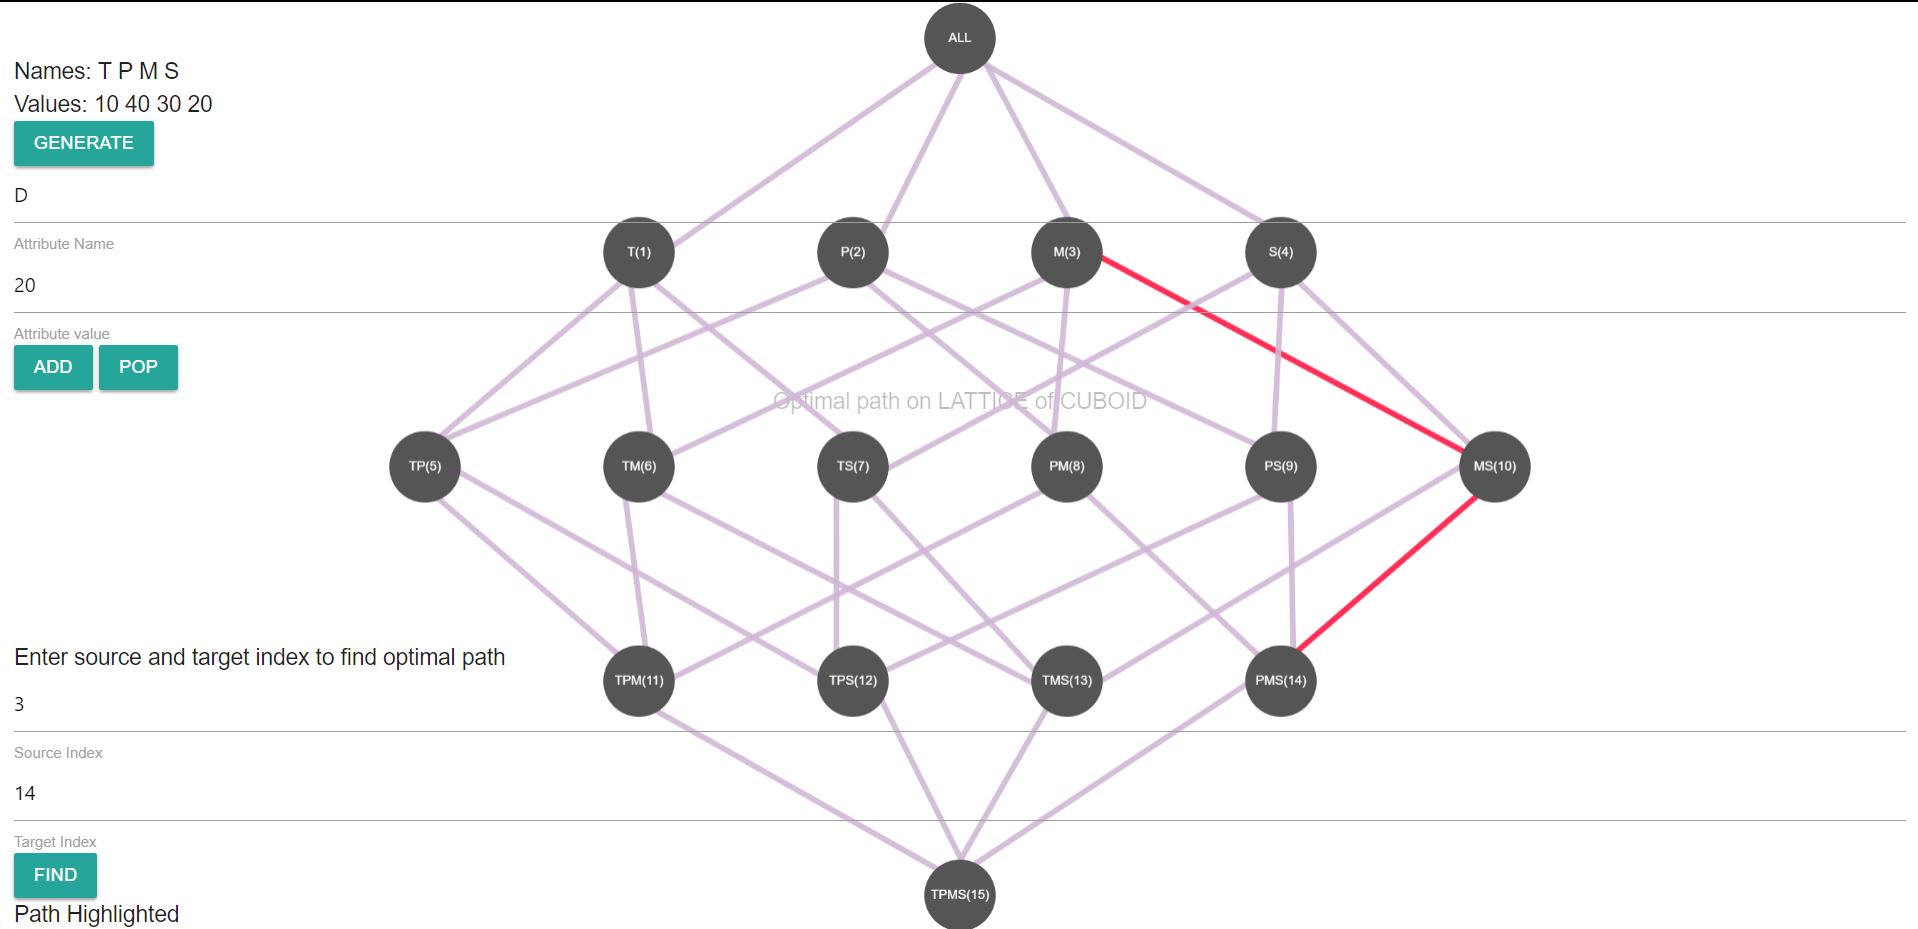 ALL
Names: T P M S
Values: 10 40 30 20
GENERATE
D
Attribute Name
T(1) P(2) M(3) S(4)
20
Attribute value
ADD POP
Optimal path on LATTICE of CUBOID
TP(5) TM(6) TS(7) PM(8) PS(9) MS(10)
Enter source and target index to find optimal path
TPM(11) TPS(12) TMS(13) PMS(14)
3
Source Index
14
Target Index
FIND
TPMS(15)
Path Highlighted